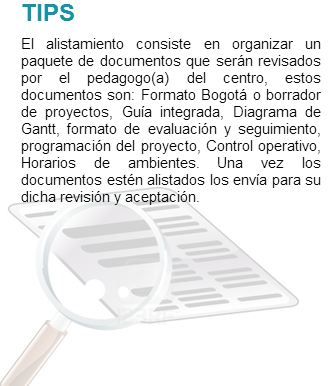 TIPS
El alistamiento consiste en organizar un
paquete de documentos que serán revisados
por el pedagogo(a) del centro, estos
documentos son: Formato Bogotá o borrador
de proyectos, Guía integrada, Diagrama de
Gantt, formato de evaluación y seguimiento,
programación del proyecto, Control operativo,
Horarios de ambientes. Una vez los
documentos estén alistados los envía para su
dicha revisión y aceptación.